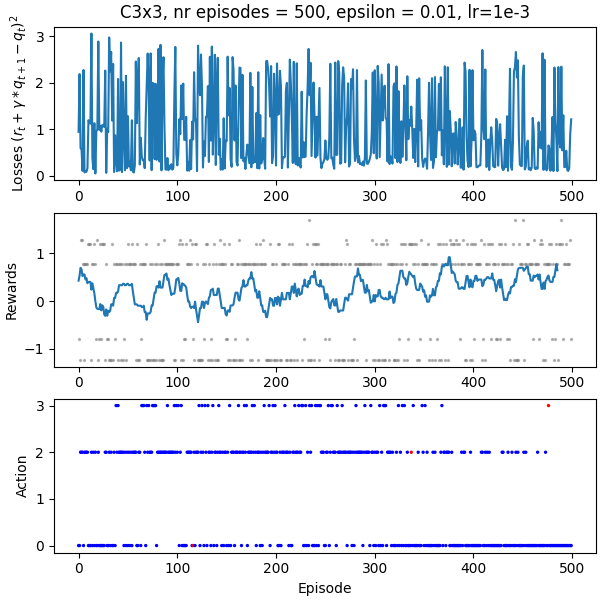 C3x3, nr episodes = 500, epsilon = 0.01, lr=1e-3
Losses $(r_t + \gamma * q_{t+1} - q_t)^2$
3
2
1
0
0 100 200 300 400 500
Rewards
1
0
−1
0 100 200 300 400 500
Action
3
2
1
0
0 100 200 300 400 500
Episode